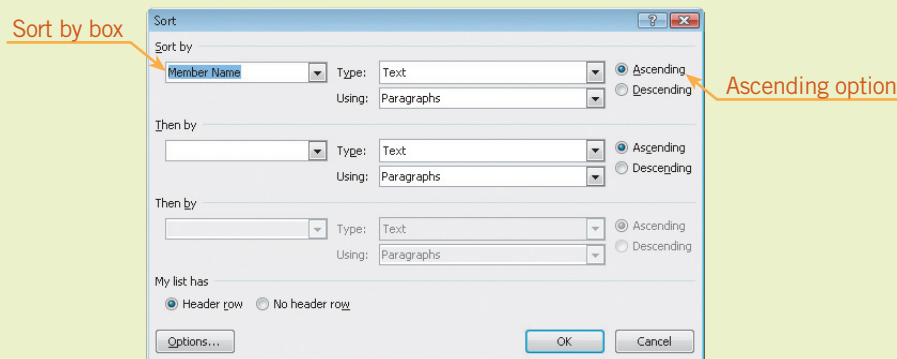 Sort
Sort by box
Sort by
Member Name Type: Text Ascending
Using: Paragraphs Descending
Ascending option
Then by
Type: Text Ascending
Using: Paragraphs Descending
Then by
Type: Text Ascending
Using: Paragraphs Descending
My list has
Header row No header row
Options... OK Cancel